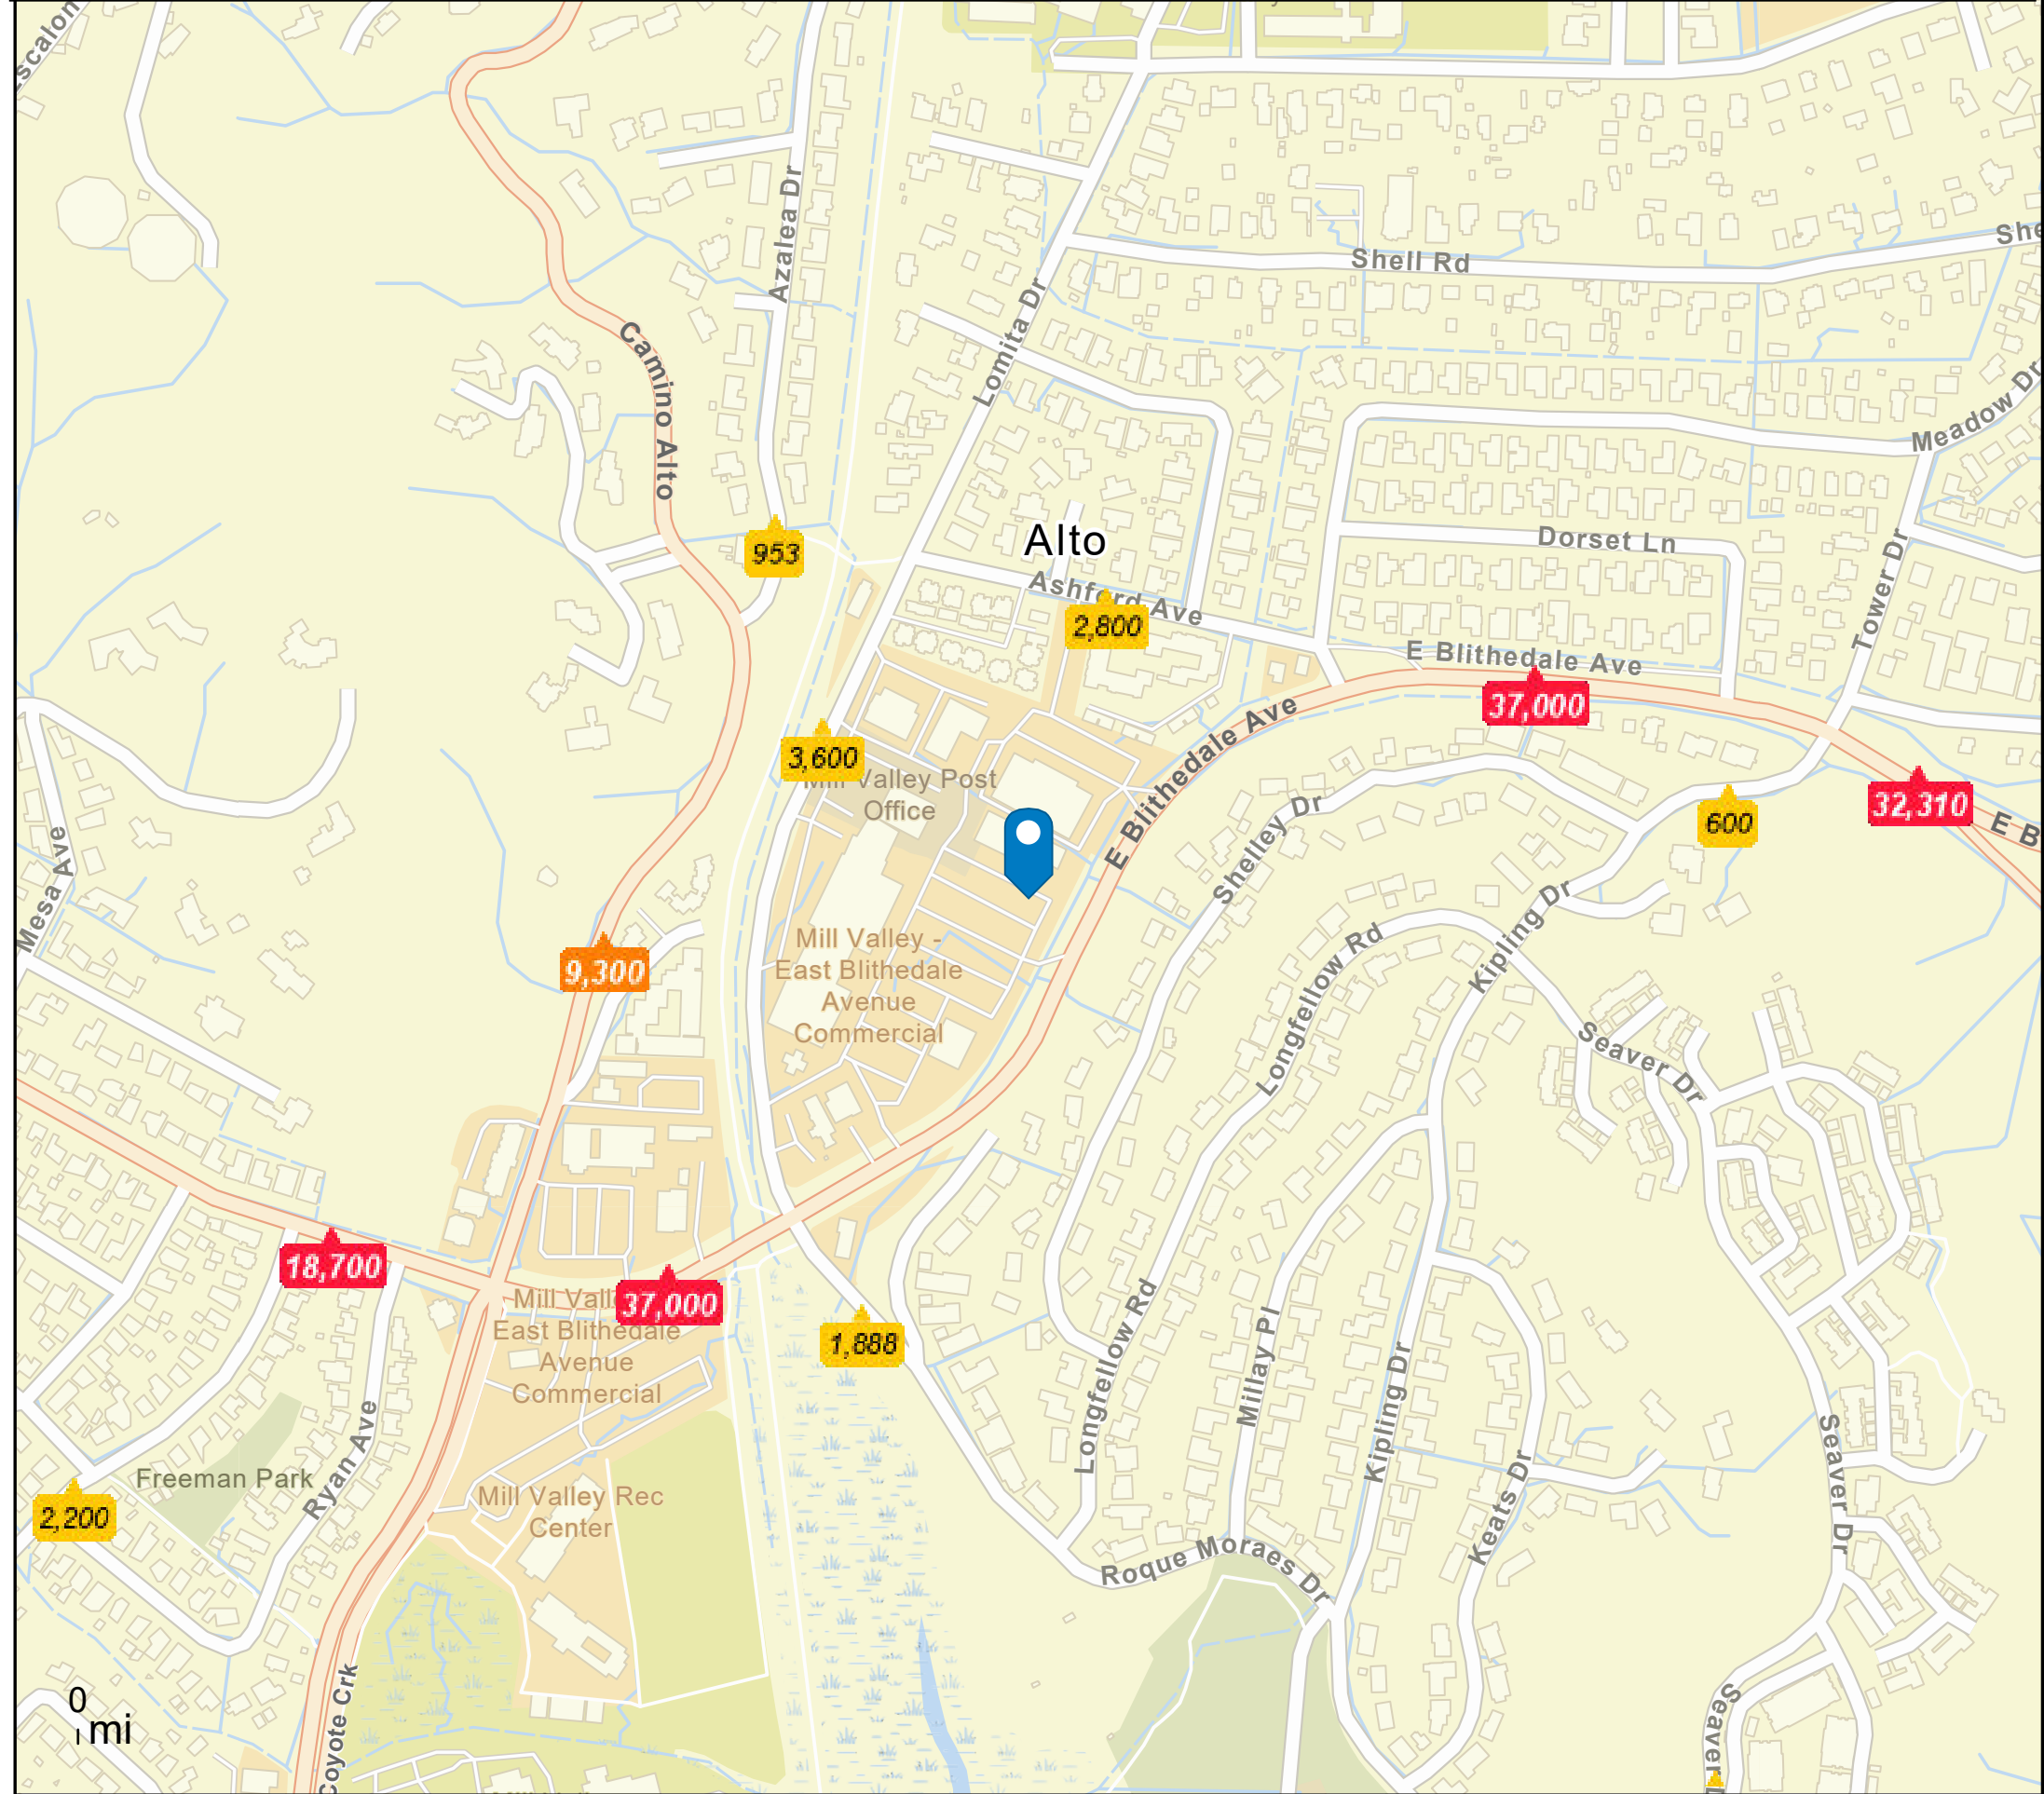 Escalon
Azalea Dr
Camino Alto
Lomita Dr
Shell Rd
She
Meadow Dr
Alto
Dorset Ln
953
Ashford Ave
2,800
Tower Dr
E Blithedale Ave
37,000
E Blithedale Ave
3,600
Mill Valley Post
Office
32,310
600
E B
Shelley Dr
Mesa Ave
Kipling Dr
Longfellow Rd
9,300
Mill Valley -
East Blithedale
Avenue
Commercial
Seaver Dr
18,700
37,000
Mill Vall
East Blithedale
Avenue
Commercial
1,888
Longfellow Rd
Millay Pl
Kipling Dr
Keats Dr
Seaver Dr
Freeman Park
Ryan Ave
2,200
Mill Valley Rec
Center
Roque Moraes Dr
0
mi
Coyote Crk
Seaver